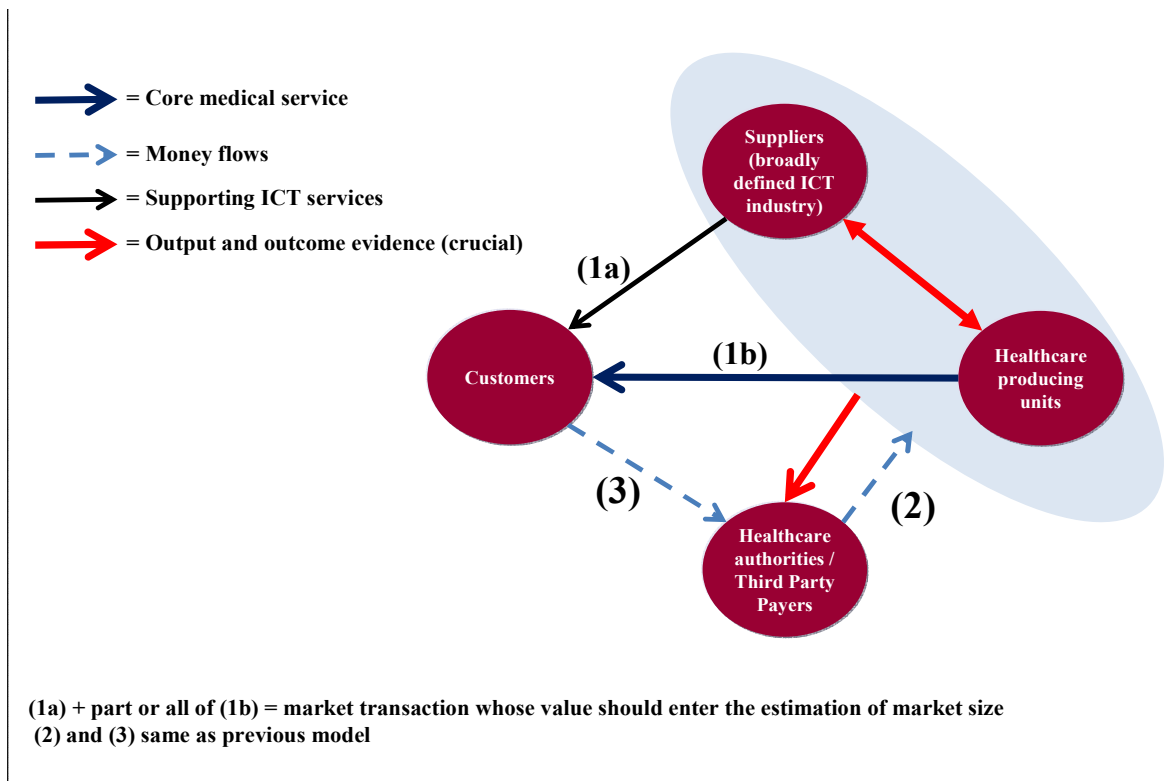 = Core medical service
= Money flows
= Supporting ICT services
= Output and outcome evidence (crucial)
Suppliers
(broadly
defined ICT
industry)
(1a)
(1b)
Customers
Healthcare
producing
units
(3)
(2)
Healthcare
authorities /
Third Party
Payers
(1a) + part or all of (1b) = market transaction whose value should enter the estimation of market size
(2) and (3) same as previous model